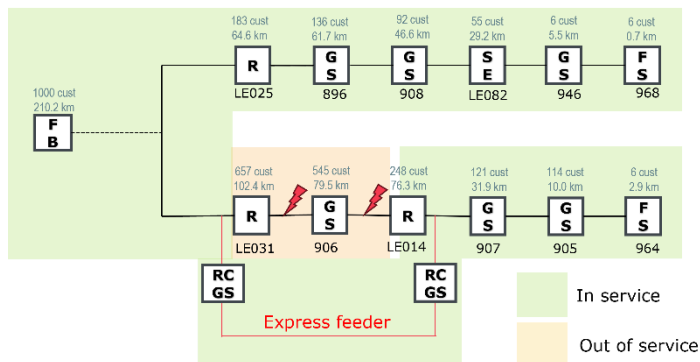 183 cust
64.6 km
136 cust
61.7 km
92 cust
46.6 km
55 cust
29.2 km
6 cust
5.5 km
6 cust
0.7 km
R
G
S
G
S
S
E
G
S
F
S
LE025
896
908
LE082
946
968
1000 cust
210.2 km
F
B
657 cust
102.4 km
545 cust
79.5 km
248 cust
76.3 km
121 cust
31.9 km
114 cust
10.0 km
6 cust
2.9 km
R
G
S
R
G
S
G
S
F
S
LE031
906
LE014
907
905
964
RC
GS
RC
GS
Express feeder
In service
Out of service